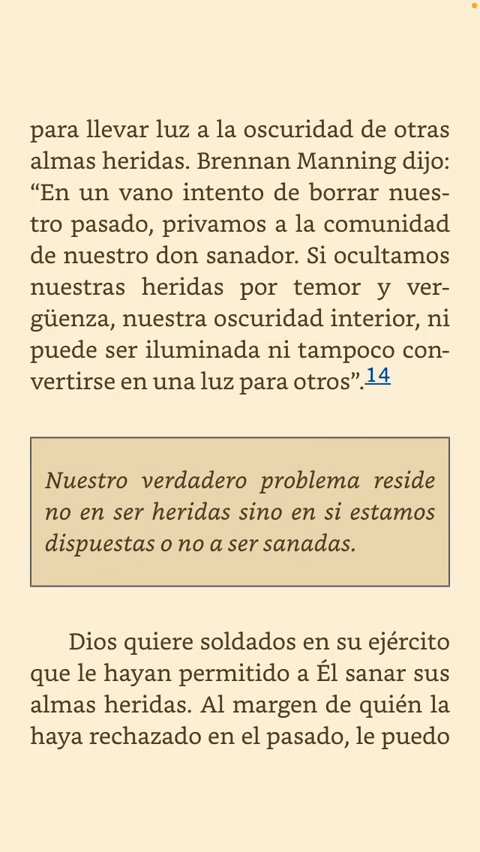 para llevar luz a la oscuridad de otras
almas heridas. Brennan Manning dijo:
“En un vano intento de borrar nues-
tro pasado, privamos a la comunidad
de nuestro don sanador. Si ocultamos
nuestras heridas por temor y ver-
güenza, nuestra oscuridad interior, ni
puede ser iluminada ni tampoco con-
vertirse en una luz para otros”.14
Nuestro verdadero problema reside
no en ser heridas sino en si estamos
dispuestas o no a ser sanadas.
Dios quiere soldados en su ejército
que le hayan permitido a Él sanar sus
almas heridas. Al margen de quién la
haya rechazado en el pasado, le puedo